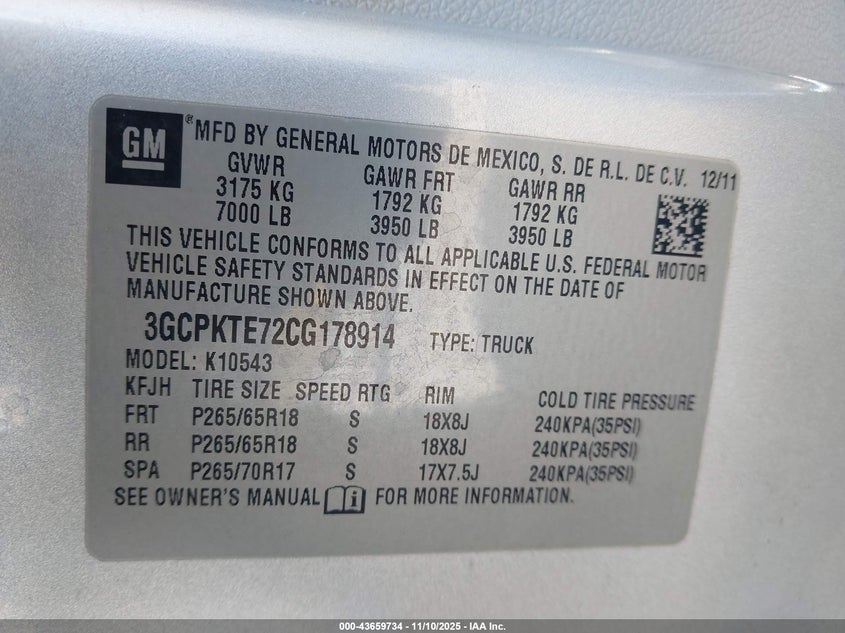 GM ® MFD BY GENERAL MOTORS DE MEXICO, S. DE R.L. DE C.V. 12/11
GVWR GAWR FRT GAWR RR
3175 KG 1792 KG 1792 KG
7000 LB 3950 LB 3950 LB
THIS VEHICLE CONFORMS TO ALL APPLICABLE U.S. FEDERAL MOTOR
VEHICLE SAFETY STANDARDS IN EFFECT ON THE DATE OF
MANUFACTURE SHOWN ABOVE.
3GCPKTE72CG178914 TYPE: TRUCK
MODEL: K10543
KFJH TIRE SIZE SPEED RTG RIM COLD TIRE PRESSURE
FRT P265/65R18 S 18X8J 240KPA(35PSI)
RR P265/65R18 S 18X8J 240KPA(35PSI)
SPA P265/70R17 S 17X7.5J 240KPA(35PSI)
SEE OWNER'S MANUAL i FOR MORE INFORMATION.
000-43659734 - 11/10/2025 - IAA Inc.